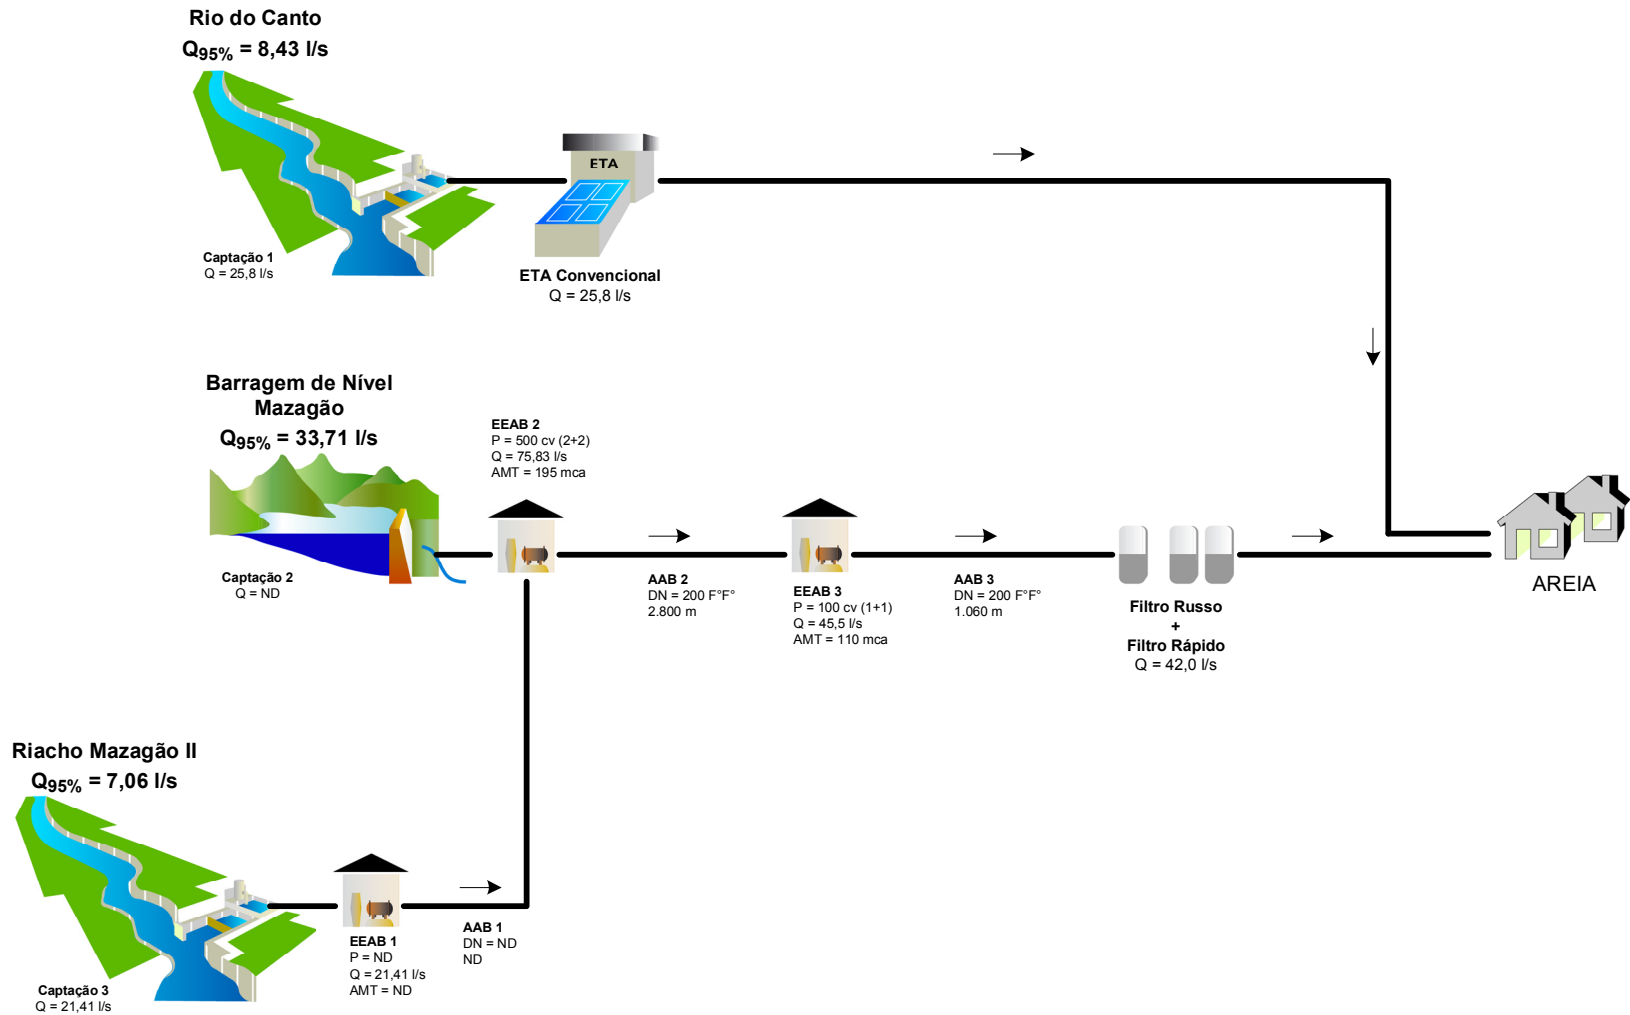 Rio do Canto
Q95% = 8,43 l/s
Captação 1
Q = 25,8 l/s
ETA
ETA Convencional
Q = 25,8 l/s
Barragem de Nível
Mazagão
Q95% = 33,71 l/s
Captação 2
Q = ND
EEAB 2
P = 500 cv (2+2)
Q = 75,83 l/s
AMT = 195 mca
AAB 2
DN = 200 F°F°
2.800 m
EEAB 3
P = 100 cv (1+1)
Q = 45,5 l/s
AMT = 110 mca
AAB 3
DN = 200 F°F°
1.060 m
Filtro Russo
+
Filtro Rápido
Q = 42,0 l/s
AREIA
Riacho Mazagão II
Q95% = 7,06 l/s
Captação 3
Q = 21,41 l/s
EEAB 1
P = ND
Q = 21,41 l/s
AMT = ND
AAB 1
DN = ND
ND